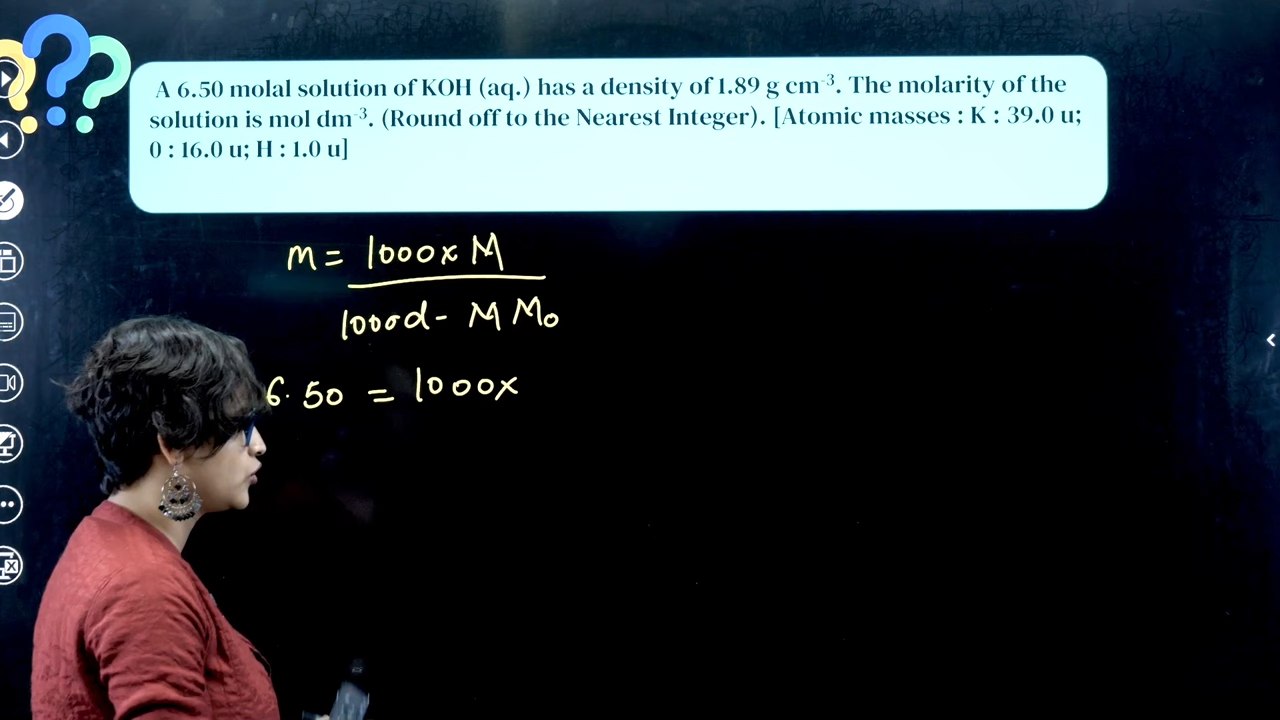 A 6.50 molal solution of KOH (aq.) has a density of 1.89 g cm⁻³. The molarity of the
solution is mol dm⁻³. (Round off to the Nearest Integer). [Atomic masses : K : 39.0 u;
0 : 16.0 u; H : 1.0 u]
m = 1000 x M
1000d - M M₀
6.50 = 1000x